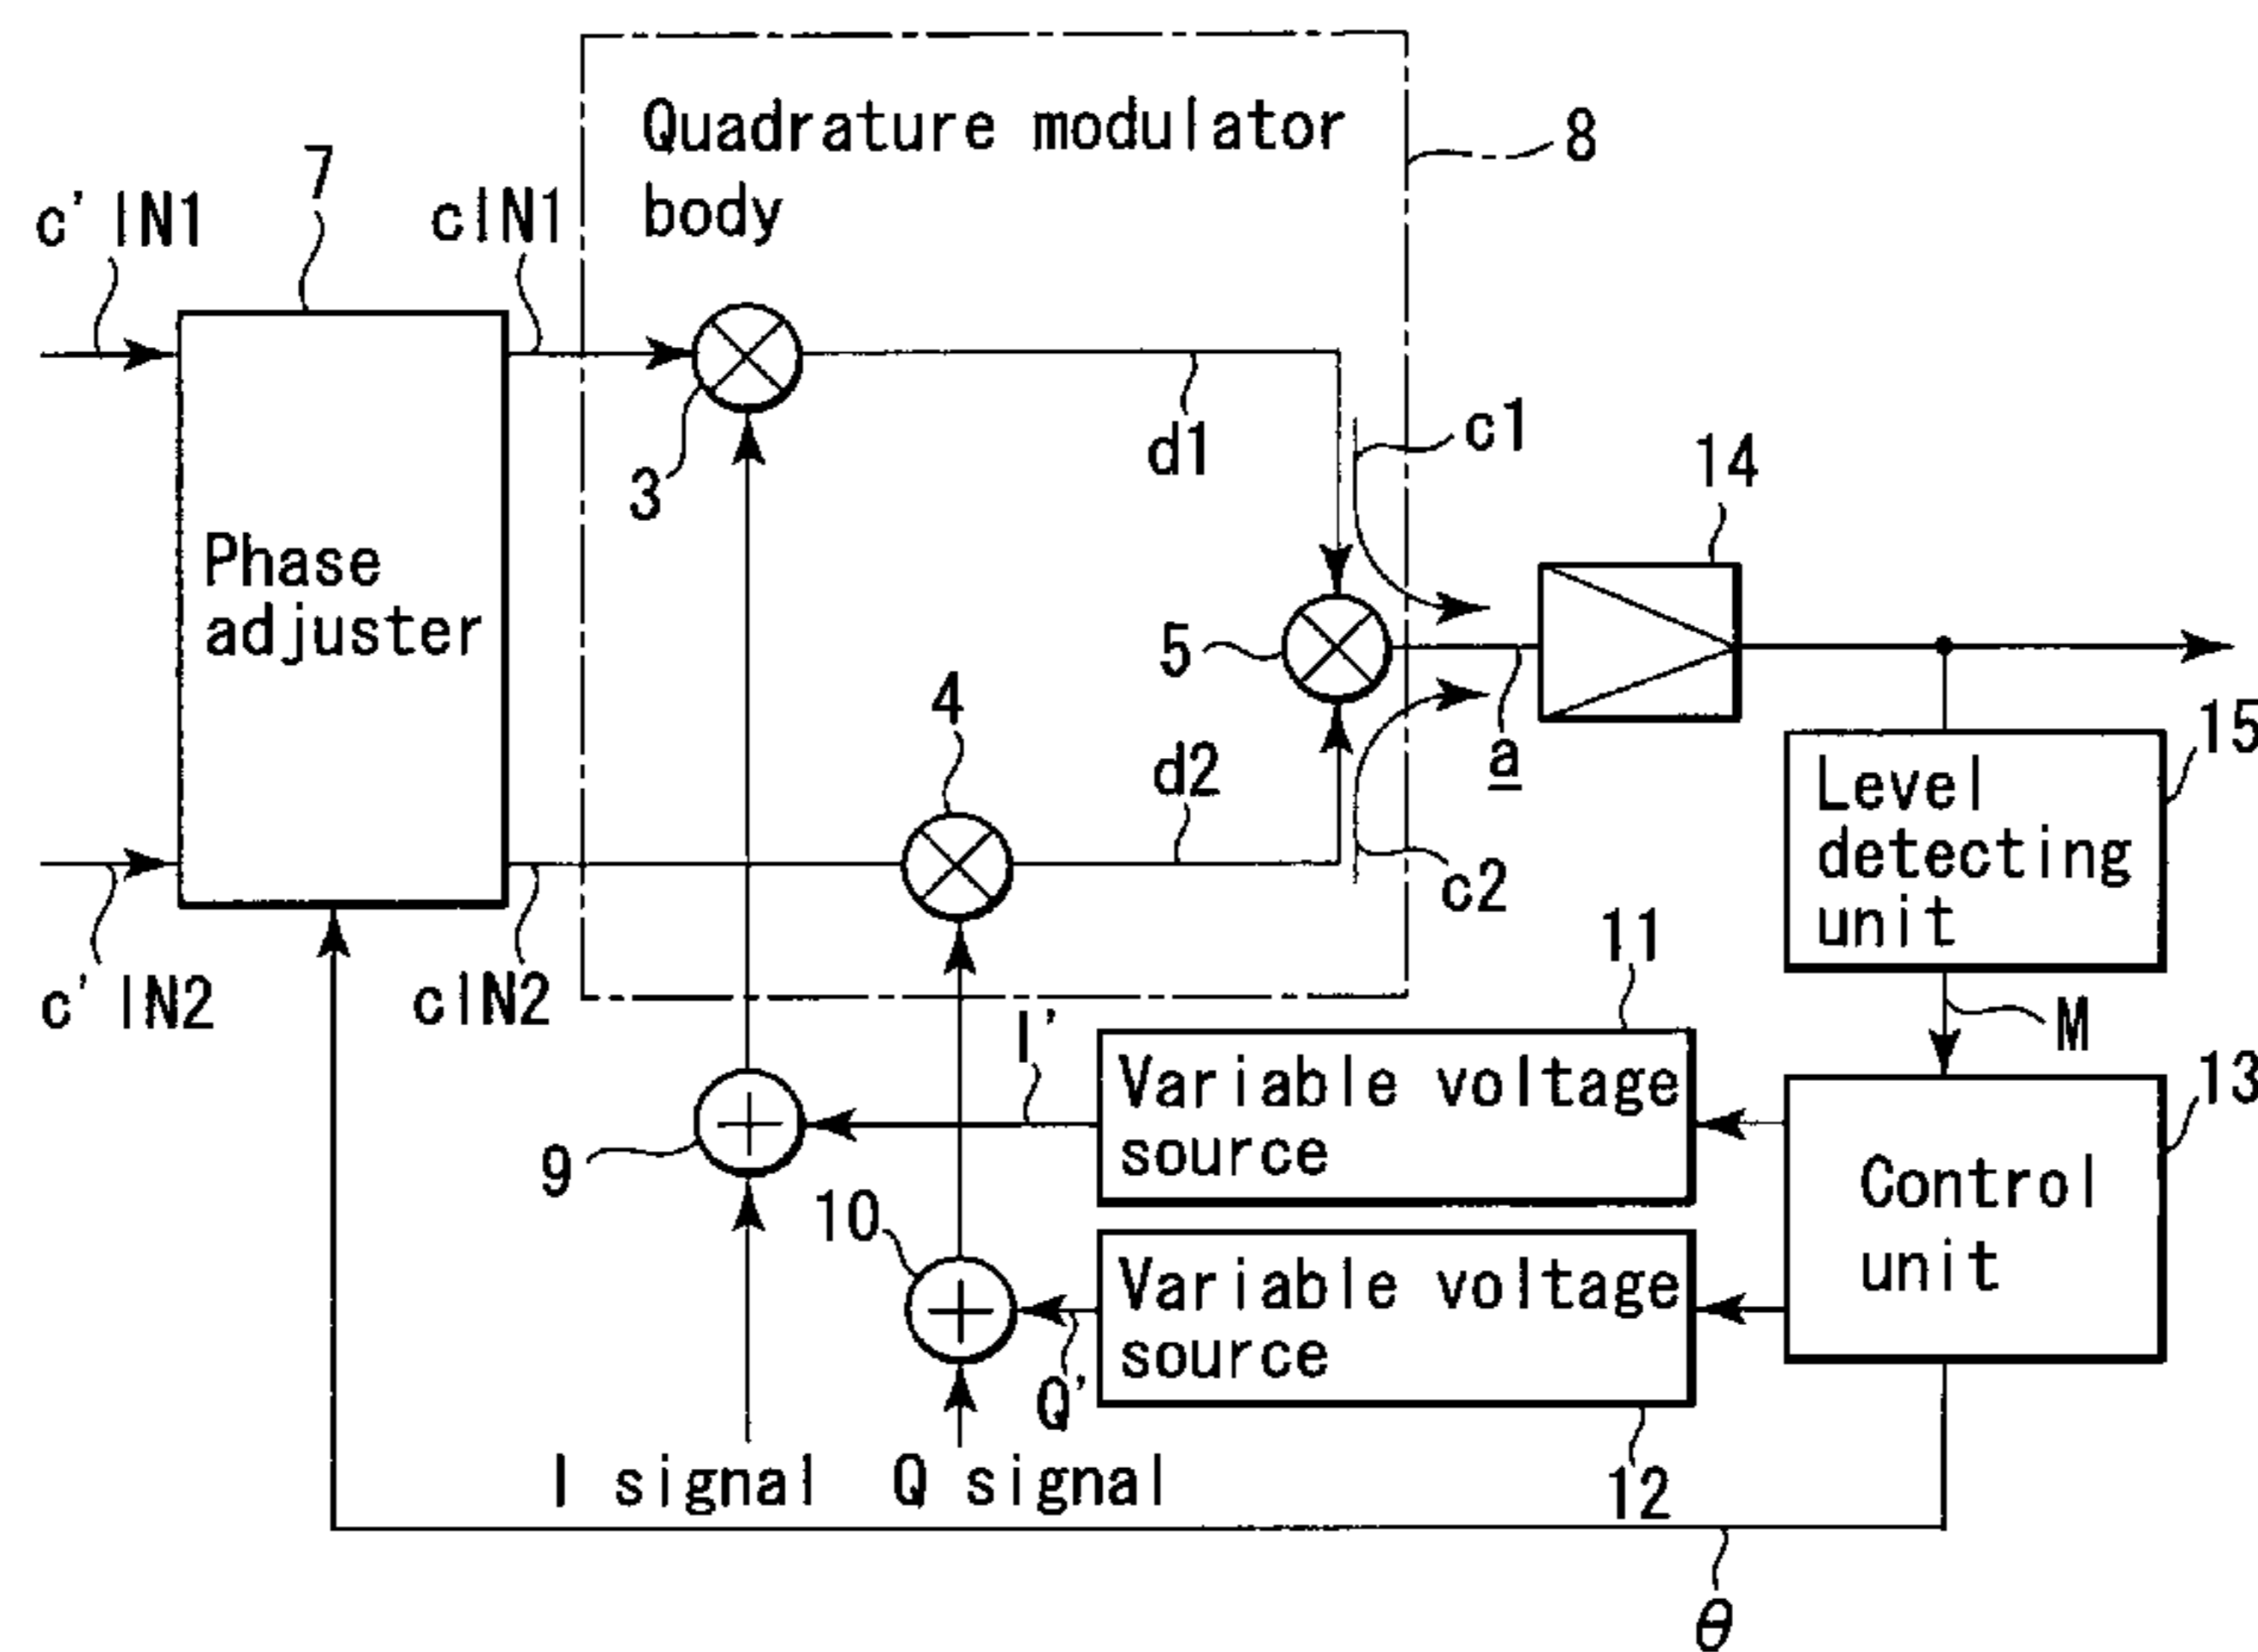 Quadrature modulator
body
8
7
c'IN1
cIN1
3
d1
c1
14
Phase
adjuster
5
4
a
15
d2
Level
detecting
unit
c2
11
c'IN2
cIN2
I'
M
13
Variable voltage
source
9
Control
unit
10
Variable voltage
source
Q'
I signal
Q signal
12
θ